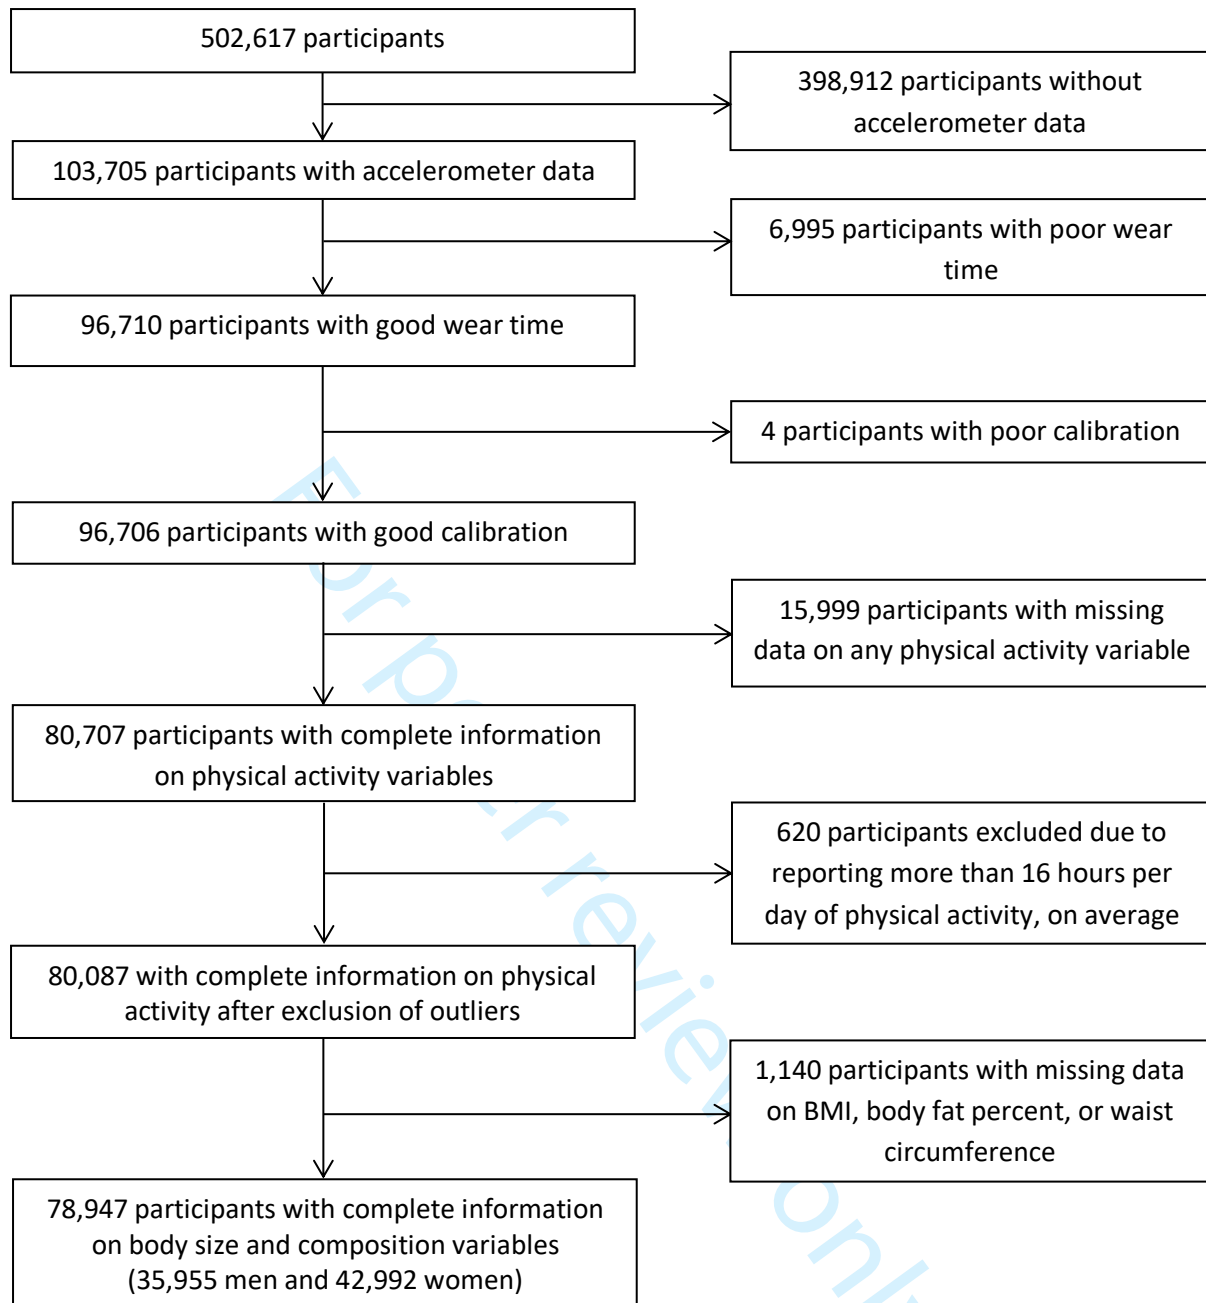 502,617 participants
398,912 participants without
accelerometer data
103,705 participants with accelerometer data
6,995 participants with poor wear
time
96,710 participants with good wear time
4 participants with poor calibration
96,706 participants with good calibration
15,999 participants with missing
data on any physical activity variable
80,707 participants with complete information
on physical activity variables
620 participants excluded due to
reporting more than 16 hours per
day of physical activity, on average
80,087 with complete information on physical
activity after exclusion of outliers
1,140 participants with missing data
on BMI, body fat percent, or waist
circumference
78,947 participants with complete information
on body size and composition variables
(35,955 men and 42,992 women)
For peer review only